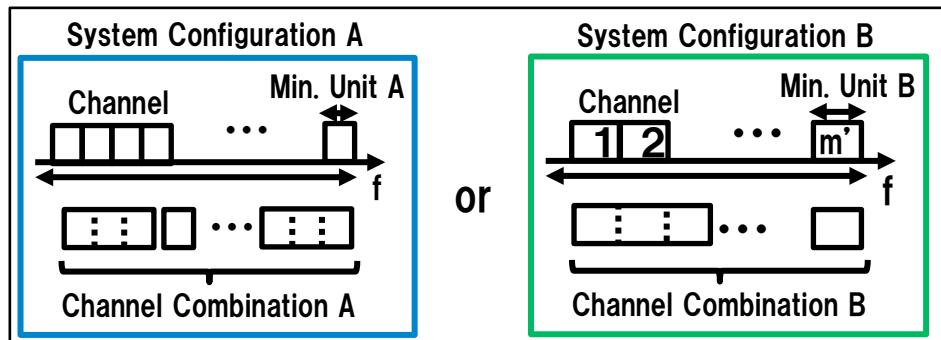 System Configuration A
Min. Unit A
Channel
...
f
...
Channel Combination A
or
System Configuration B
Min. Unit B
Channel
1 2 ... m'
f
...
Channel Combination B